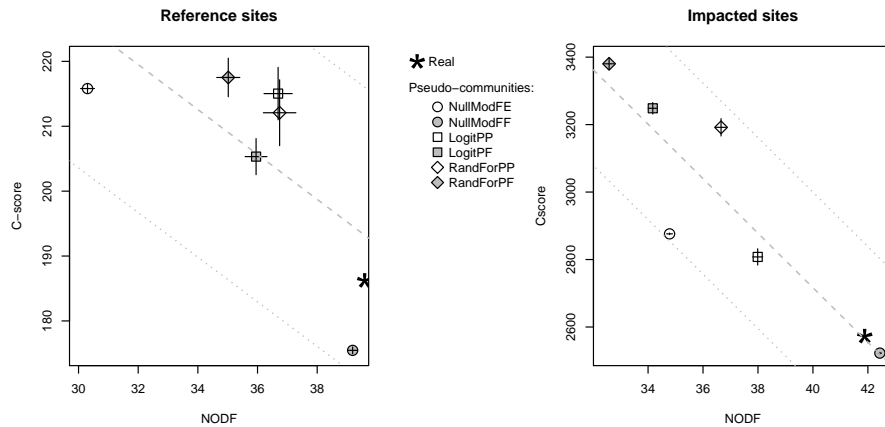 Reference sites
C−score
180
190
200
210
220
30
32
34
36
38
NODF
Real
Pseudo−communities:
NullModFE
NullModFF
LogitPP
LogitPF
RandForPP
RandForPF
Impacted sites
Cscore
2600
2800
3000
3200
3400
34
36
38
40
42
NODF